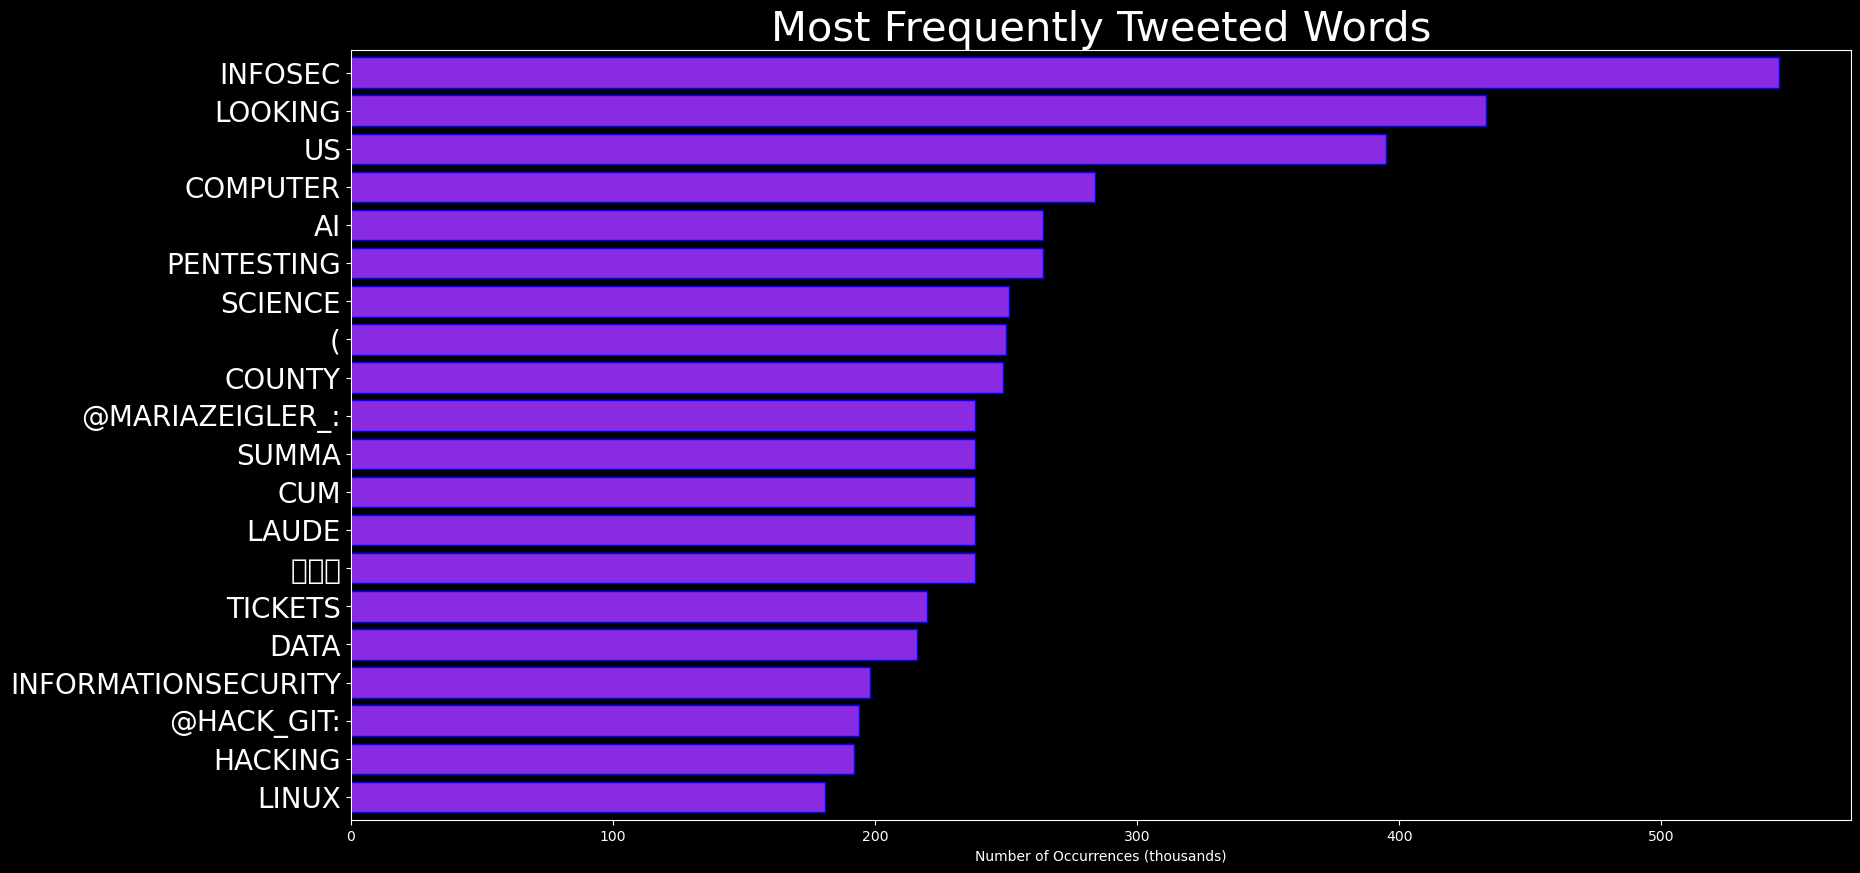 Most Frequently Tweeted Words
INFOSEC
LOOKING
US
COMPUTER
AI
PENTESTING
SCIENCE
(
COUNTY
@MARIAZEIGLER_:
SUMMA
CUM
LAUDE
TICKETS
DATA
INFORMATIONSECURITY
@HACK_GIT:
HACKING
LINUX
0 100 200 300 400 500
Number of Occurrences (thousands)